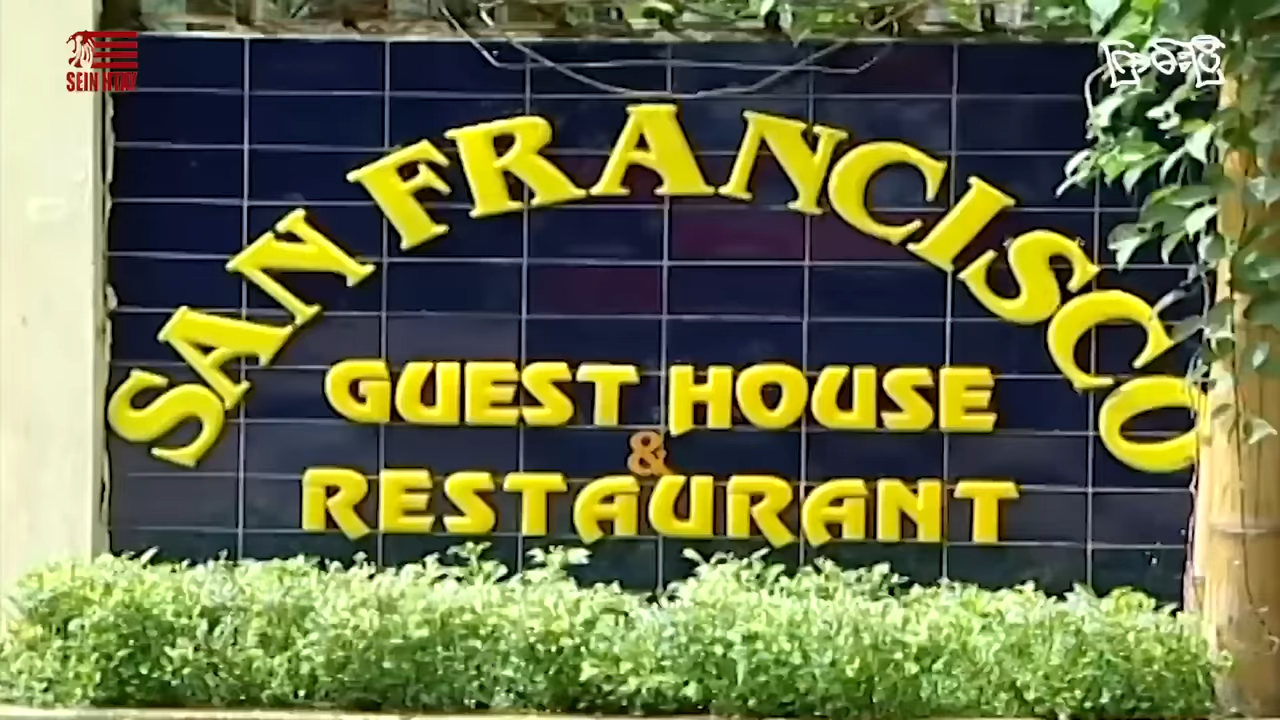 SEIN HTAY
SAN FRANCISCO
GUEST HOUSE
&
RESTAURANT